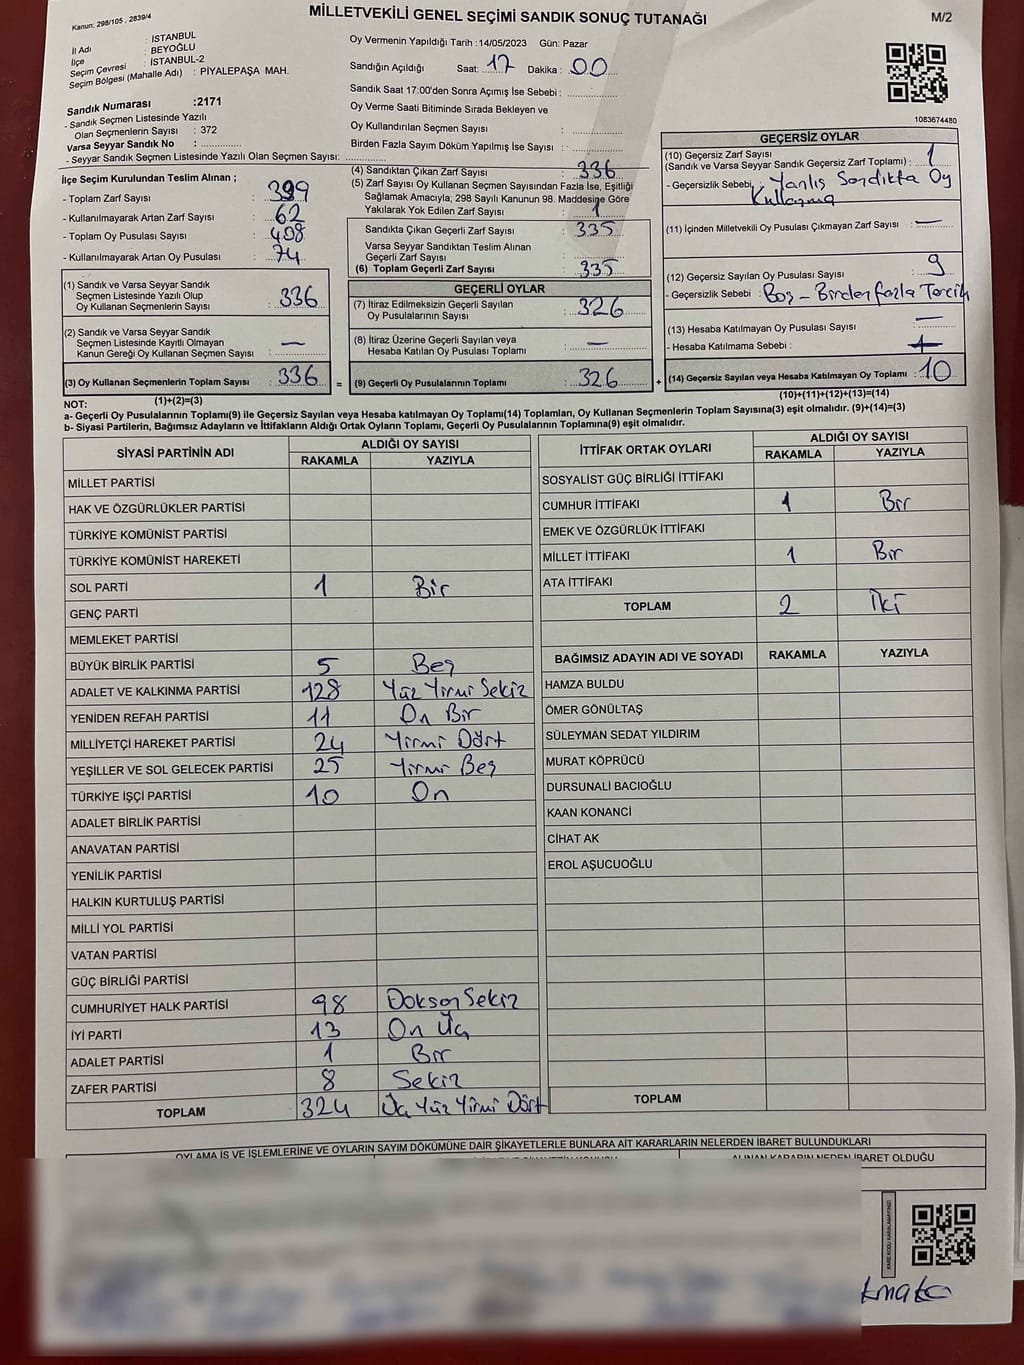 Kanun: 298/105 . 2839/4
MİLLETVEKİLİ GENEL SEÇİMİ SANDIK SONUÇ TUTANAĞI
M/2
İl Adı : İSTANBUL
İlçe : BEYOĞLU
Seçim Çevresi : İSTANBUL-2
Seçim Bölgesi (Mahalle Adı) : PİYALEPAŞA MAH.
Sandık Numarası :2171
- Sandık Seçmen Listesinde Yazılı
Olan Seçmenlerin Sayısı : 372
Varsa Seyyar Sandık No :
- Seyyar Sandık Seçmen Listesinde Yazılı Olan Seçmen Sayısı:
Oy Vermenin Yapıldığı Tarih : 14/05/2023 Gün: Pazar
Sandığın Açıldığı Saat: 17 Dakika : 00
Sandık Saat 17:00'den Sonra Açılmış İse Sebebi :
Oy Verme Saati Bitiminde Sırada Bekleyen ve
Oy Kullandırılan Seçmen Sayısı :
Birden Fazla Sayım Döküm Yapılmış İse Sayısı :
1083674480
İlçe Seçim Kurulundan Teslim Alınan ;
- Toplam Zarf Sayısı : 399
- Kullanılmayarak Artan Zarf Sayısı : 62
- Toplam Oy Pusulası Sayısı : 408
- Kullanılmayarak Artan Oy Pusulası : 74
(1) Sandık ve Varsa Seyyar Sandık
Seçmen Listesinde Yazılı Olup
Oy Kullanan Seçmenlerin Sayısı : 336
(2) Sandık ve Varsa Seyyar Sandık
Seçmen Listesinde Kayıtlı Olmayan
Kanun Gereği Oy Kullanan Seçmen Sayısı : —
(3) Oy Kullanan Seçmenlerin Toplam Sayısı : 336
(1)+(2)=(3)
(4) Sandıktan Çıkan Zarf Sayısı : 336
(5) Zarf Sayısı Oy Kullanan Seçmen Sayısından Fazla İse, Eşitliği
Sağlamak Amacıyla, 298 Sayılı Kanunun 98. Maddesine Göre
Yakılarak Yok Edilen Zarf Sayısı : 1
Sandıkta Çıkan Geçerli Zarf Sayısı : 335
Varsa Seyyar Sandıktan Teslim Alınan
Geçerli Zarf Sayısı :
(6) Toplam Geçerli Zarf Sayısı : 335
GEÇERLİ OYLAR
(7) İtiraz Edilmeksizin Geçerli Sayılan
Oy Pusulalarının Sayısı : 326
(8) İtiraz Üzerine Geçerli Sayılan veya
Hesaba Katılan Oy Pusulası Toplamı : —
= (9) Geçerli Oy Pusulalarının Toplamı : 326
GEÇERSİZ OYLAR
(10) Geçersiz Zarf Sayısı
(Sandık ve Varsa Seyyar Sandık Geçersiz Zarf Toplamı) : 1
- Geçersizlik Sebebi : Yanlış Sandıkta Oy
Kullanma
(11) İçinden Milletvekili Oy Pusulası Çıkmayan Zarf Sayısı : —
(12) Geçersiz Sayılan Oy Pusulası Sayısı : 9
- Geçersizlik Sebebi : Boş - Birden fazla Tercih
(13) Hesaba Katılmayan Oy Pusulası Sayısı : —
- Hesaba Katılmama Sebebi :
+ (14) Geçersiz Sayılan veya Hesaba Katılmayan Oy Toplamı : 10
(10)+(11)+(12)+(13)=(14)
NOT:
a- Geçerli Oy Pusulalarının Toplamı(9) ile Geçersiz Sayılan veya Hesaba katılmayan Oy Toplamı(14) Toplamları, Oy Kullanan Seçmenlerin Toplam Sayısına(3) eşit olmalıdır. (9)+(14)=(3)
b- Siyasi Partilerin, Bağımsız Adayların ve İttifakların Aldığı Ortak Oyların Toplamı, Geçerli Oy Pusulalarının Toplamına(9) eşit olmalıdır.
SİYASİ PARTİNİN ADI ALDIĞI OY SAYISI
RAKAMLA YAZIYLA
MİLLET PARTİSİ
HAK VE ÖZGÜRLÜKLER PARTİSİ
TÜRKİYE KOMÜNİST PARTİSİ
TÜRKİYE KOMÜNİST HAREKETİ
SOL PARTİ 1 Bir
GENÇ PARTİ
MEMLEKET PARTİSİ
BÜYÜK BİRLİK PARTİSİ 5 Beş
ADALET VE KALKINMA PARTİSİ 128 Yüz Yirmi Sekiz
YENİDEN REFAH PARTİSİ 11 On Bir
MİLLİYETÇİ HAREKET PARTİSİ 24 Yirmi Dört
YEŞİLLER VE SOL GELECEK PARTİSİ 25 Yirmi Beş
TÜRKİYE İŞÇİ PARTİSİ 10 On
ADALET BİRLİK PARTİSİ
ANAVATAN PARTİSİ
YENİLİK PARTİSİ
HALKIN KURTULUŞ PARTİSİ
MİLLİ YOL PARTİSİ
VATAN PARTİSİ
GÜÇ BİRLİĞİ PARTİSİ
CUMHURİYET HALK PARTİSİ 98 Doksan Sekiz
İYİ PARTİ 13 On Üç
ADALET PARTİSİ 1 Bir
ZAFER PARTİSİ 8 Sekiz
TOPLAM 324 Üç Yüz Yirmi Dört
İTTİFAK ORTAK OYLARI ALDIĞI OY SAYISI
RAKAMLA YAZIYLA
SOSYALİST GÜÇ BİRLİĞİ İTTİFAKI
CUMHUR İTTİFAKI 1 Bir
EMEK VE ÖZGÜRLÜK İTTİFAKI
MİLLET İTTİFAKI 1 Bir
ATA İTTİFAKI
TOPLAM 2 İki
BAĞIMSIZ ADAYIN ADI VE SOYADI RAKAMLA YAZIYLA
HAMZA BULDU
ÖMER GÖNÜLTAŞ
SÜLEYMAN SEDAT YILDIRIM
MURAT KÖPRÜCÜ
DURSUNALİ BACIOĞLU
KAAN KONANCİ
CİHAT AK
EROL AŞUCUOĞLU
TOPLAM
OYLAMA İŞ VE İŞLEMLERİNE VE OYLARIN SAYIM DÖKÜMÜNE DAİR ŞİKAYETLERLE BUNLARA AİT KARARLARIN NELERDEN İBARET BULUNDUKLARI
ALINAN KARARIN NEDEN İBARET OLDUĞU